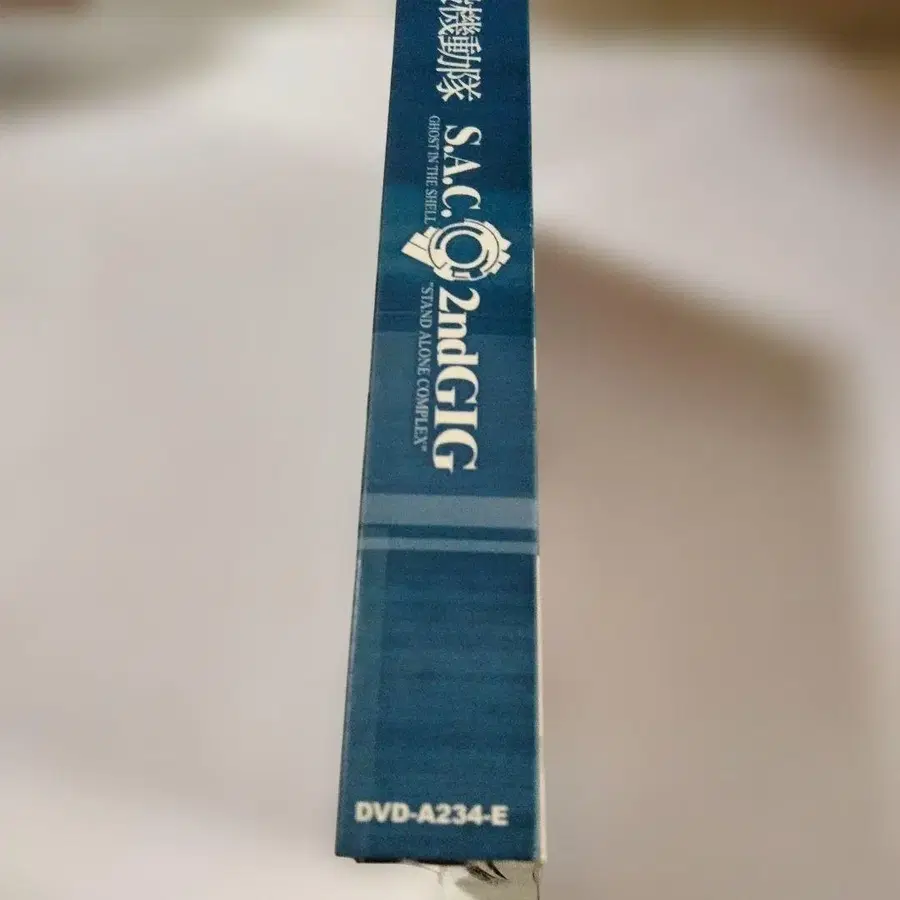 機動隊
S.A.C. 2ndGIG
GHOST IN THE SHELL
"STAND ALONE COMPLEX"
DVD-A234-E